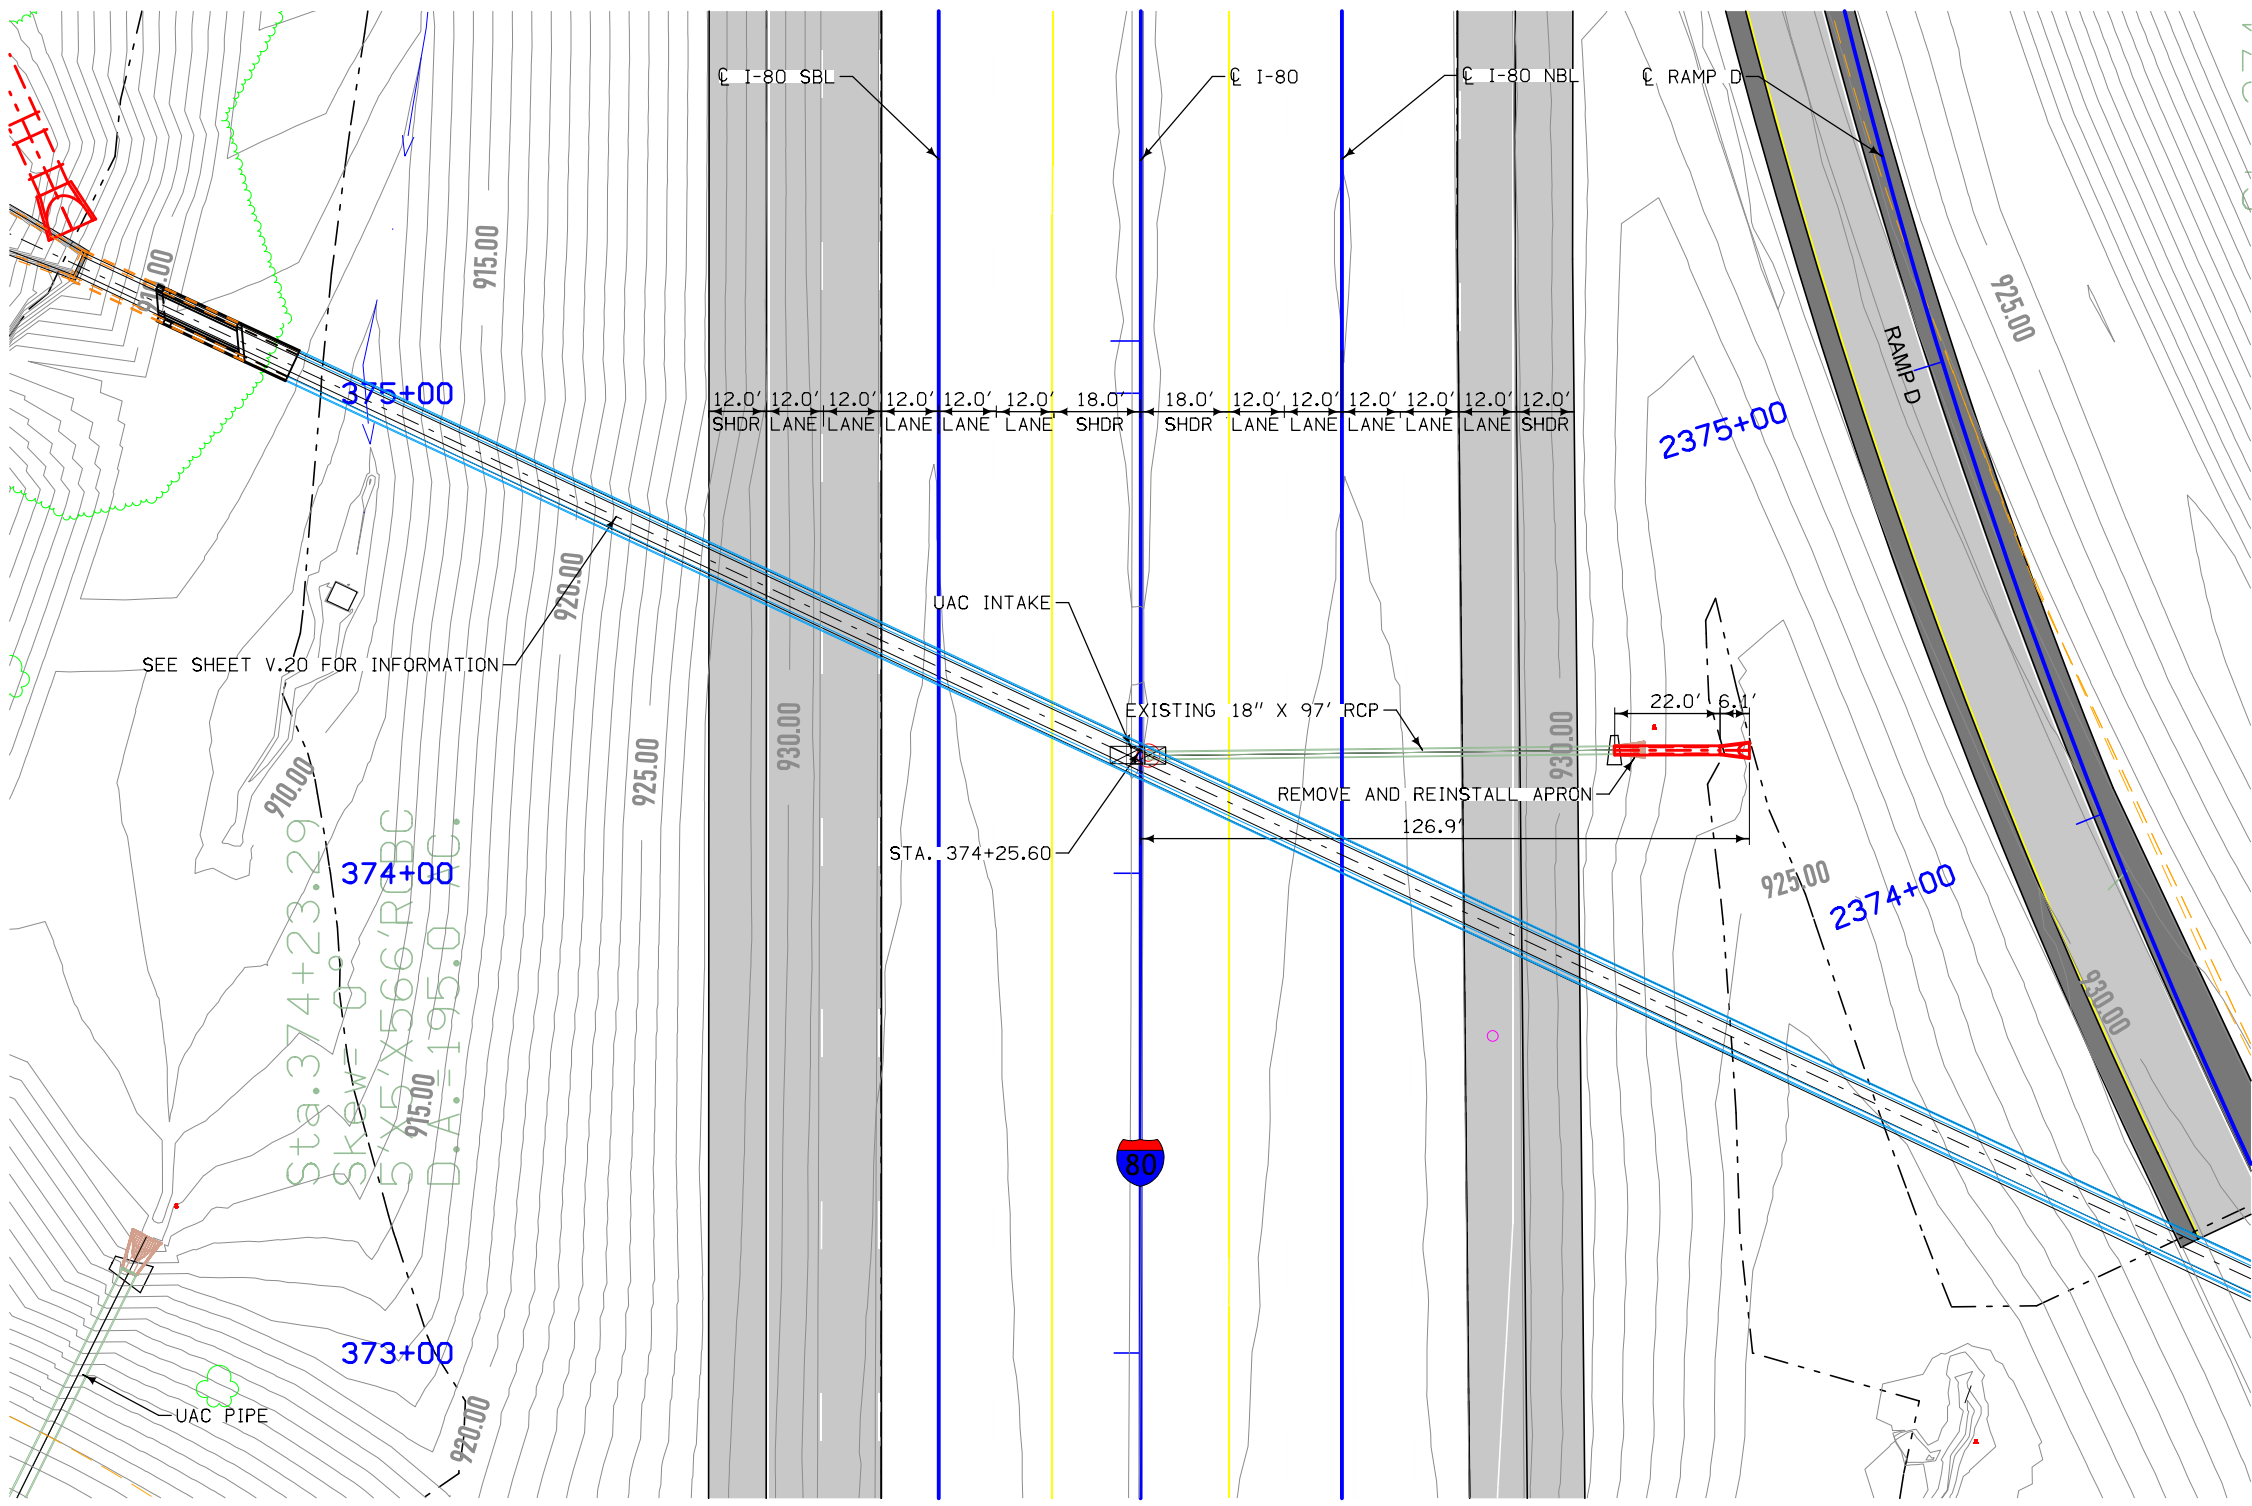 ℄ I-80 SBL
℄ I-80
℄ I-80 NBL
℄ RAMP D
915.00
910.00
925.00
RAMP D
375+00
12.0' 12.0' 12.0' 12.0' 12.0' 12.0' 18.0' 18.0' 12.0' 12.0' 12.0' 12.0' 12.0' 12.0'
SHDR LANE LANE LANE LANE LANE SHDR SHDR LANE LANE LANE LANE LANE SHDR
2375+00
920.00
UAC INTAKE
SEE SHEET V.20 FOR INFORMATION
EXISTING 18" X 97' RCP
22.0' 6.1'
930.00
930.00
925.00
910.00
REMOVE AND REINSTALL APRON
126.9'
STA. 374+25.60
374+00
925.00
2374+00
Sta.374+23.29
Skew= 0°
5'X5'X566'RCBC
D.A.=195.0 AC.
930.00
915.00
80
373+00
UAC PIPE
920.00